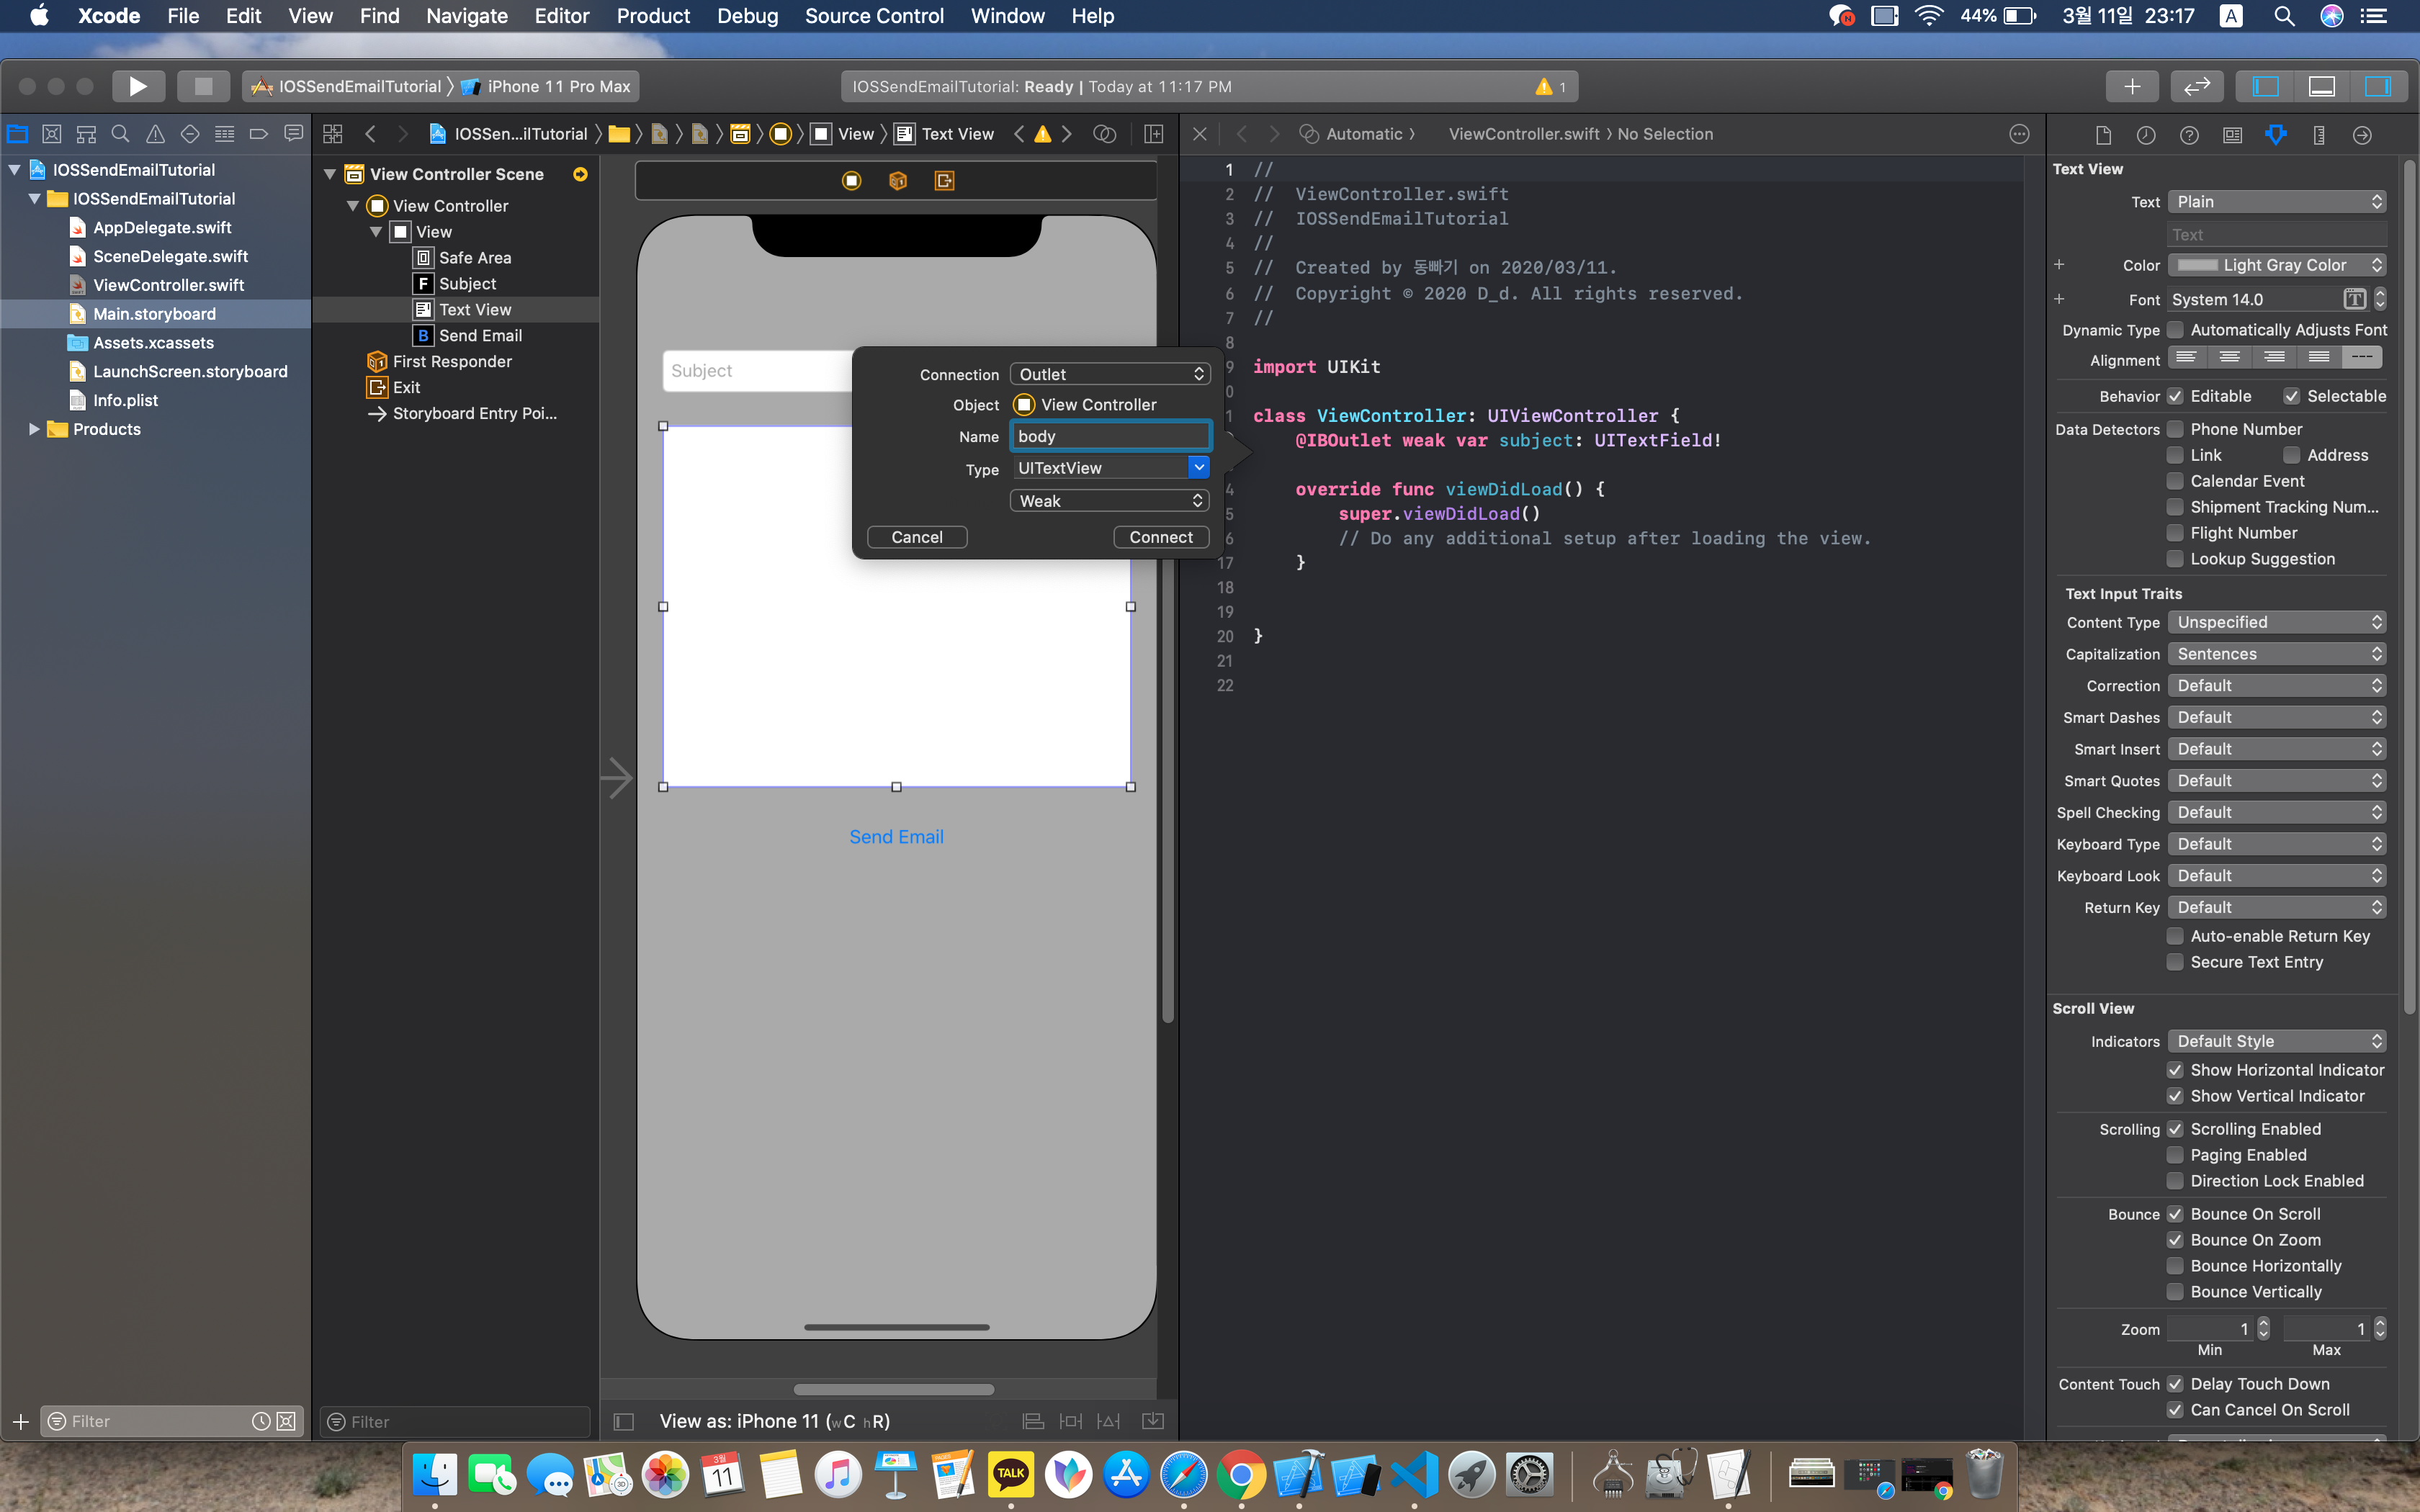 Xcode File Edit View Find Navigate Editor Product Debug Source Control Window Help 44% 3월 11일 23:17 A
IOSSendEmailTutorial iPhone 11 Pro Max
IOSSendEmailTutorial: Ready | Today at 11:17 PM 1
IOSSendEmailTutorial
IOSSendEmailTutorial
AppDelegate.swift
SceneDelegate.swift
ViewController.swift
Main.storyboard
Assets.xcassets
LaunchScreen.storyboard
Info.plist
Products
Filter
IOSSen...ilTutorial View Text View
View Controller Scene
View Controller
View
Safe Area
F Subject
Text View
B Send Email
First Responder
Exit
Storyboard Entry Poi...
Filter
Subject
Send Email
View as: iPhone 11 (wC hR)
Connection Outlet
Object View Controller
Name body
Type UITextView
Weak
Cancel Connect
Automatic ViewController.swift No Selection
1 //
2 //  ViewController.swift
3 //  IOSSendEmailTutorial
4 //
5 //  Created by 동빠기 on 2020/03/11.
6 //  Copyright © 2020 D_d. All rights reserved.
7 //
8
9 import UIKit
0
1 class ViewController: UIViewController {
@IBOutlet weak var subject: UITextField!
4 override func viewDidLoad() {
5 super.viewDidLoad()
6 // Do any additional setup after loading the view.
17 }
18
19
20 }
21
22
Text View
Text Plain
Text
Color Light Gray Color
Font System 14.0
Dynamic Type Automatically Adjusts Font
Alignment
Behavior Editable Selectable
Data Detectors Phone Number
Link Address
Calendar Event
Shipment Tracking Num...
Flight Number
Lookup Suggestion
Text Input Traits
Content Type Unspecified
Capitalization Sentences
Correction Default
Smart Dashes Default
Smart Insert Default
Smart Quotes Default
Spell Checking Default
Keyboard Type Default
Keyboard Look Default
Return Key Default
Auto-enable Return Key
Secure Text Entry
Scroll View
Indicators Default Style
Show Horizontal Indicator
Show Vertical Indicator
Scrolling Scrolling Enabled
Paging Enabled
Direction Lock Enabled
Bounce Bounce On Scroll
Bounce On Zoom
Bounce Horizontally
Bounce Vertically
Zoom 1 1
Min Max
Content Touch Delay Touch Down
Can Cancel On Scroll
3월
11
TALK